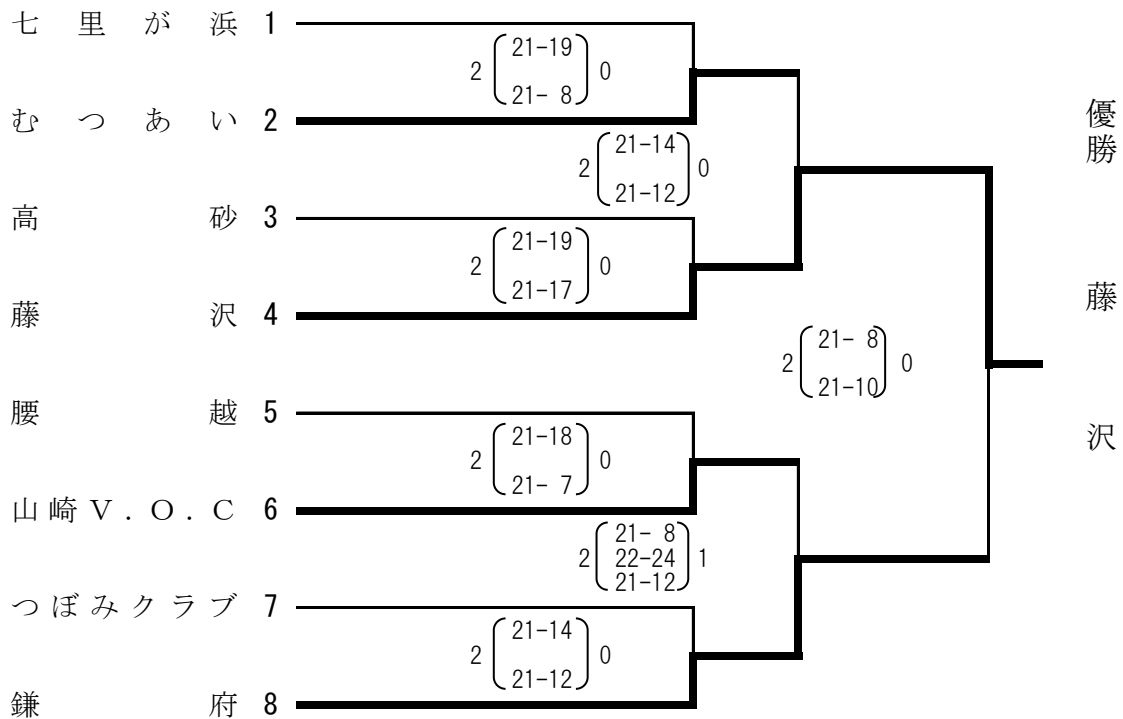 七里が浜 1
2 21-19 0
21- 8
むつあい 2
2 21-14 0
21-12
高砂 3
2 21-19 0
21-17
藤沢 4
2 21- 8 0
21-10
腰越 5
2 21-18 0
21- 7
山崎V.O.C 6
21- 8
2 22-24 1
21-12
つぼみクラブ 7
2 21-14 0
21-12
鎌府 8
優勝
藤沢